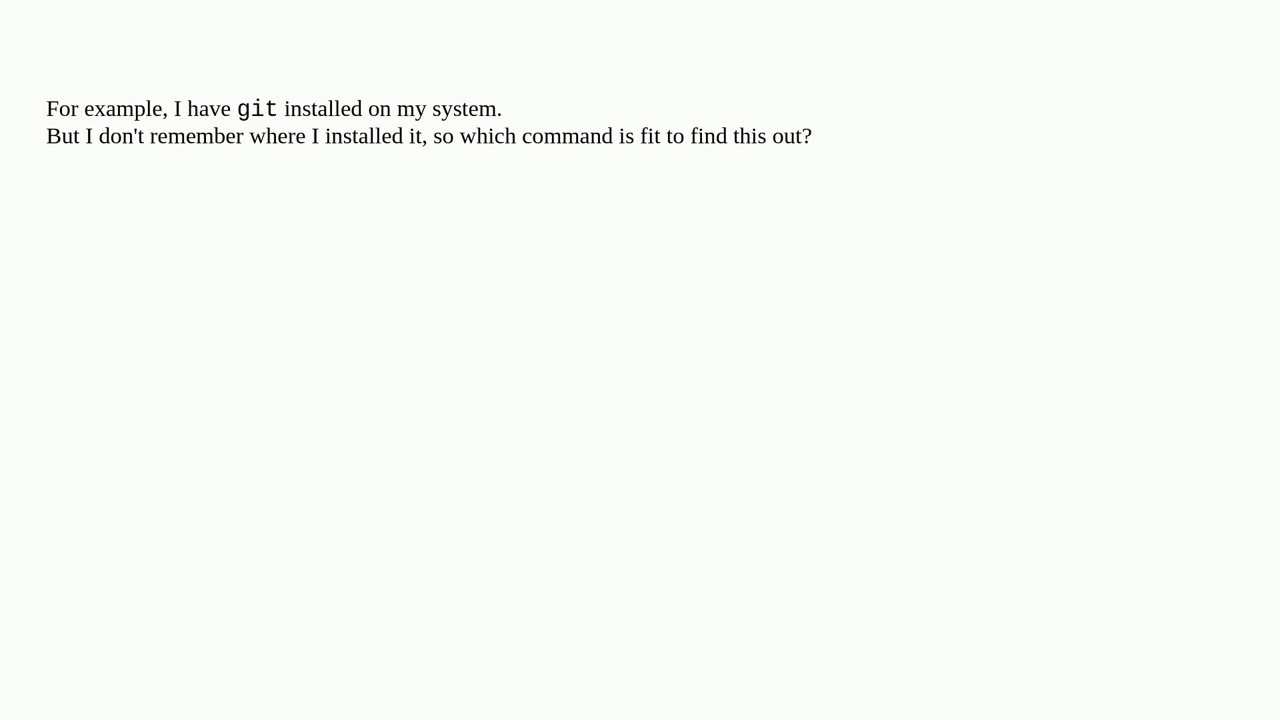 For example, I have git installed on my system.
But I don't remember where I installed it, so which command is fit to find this out?